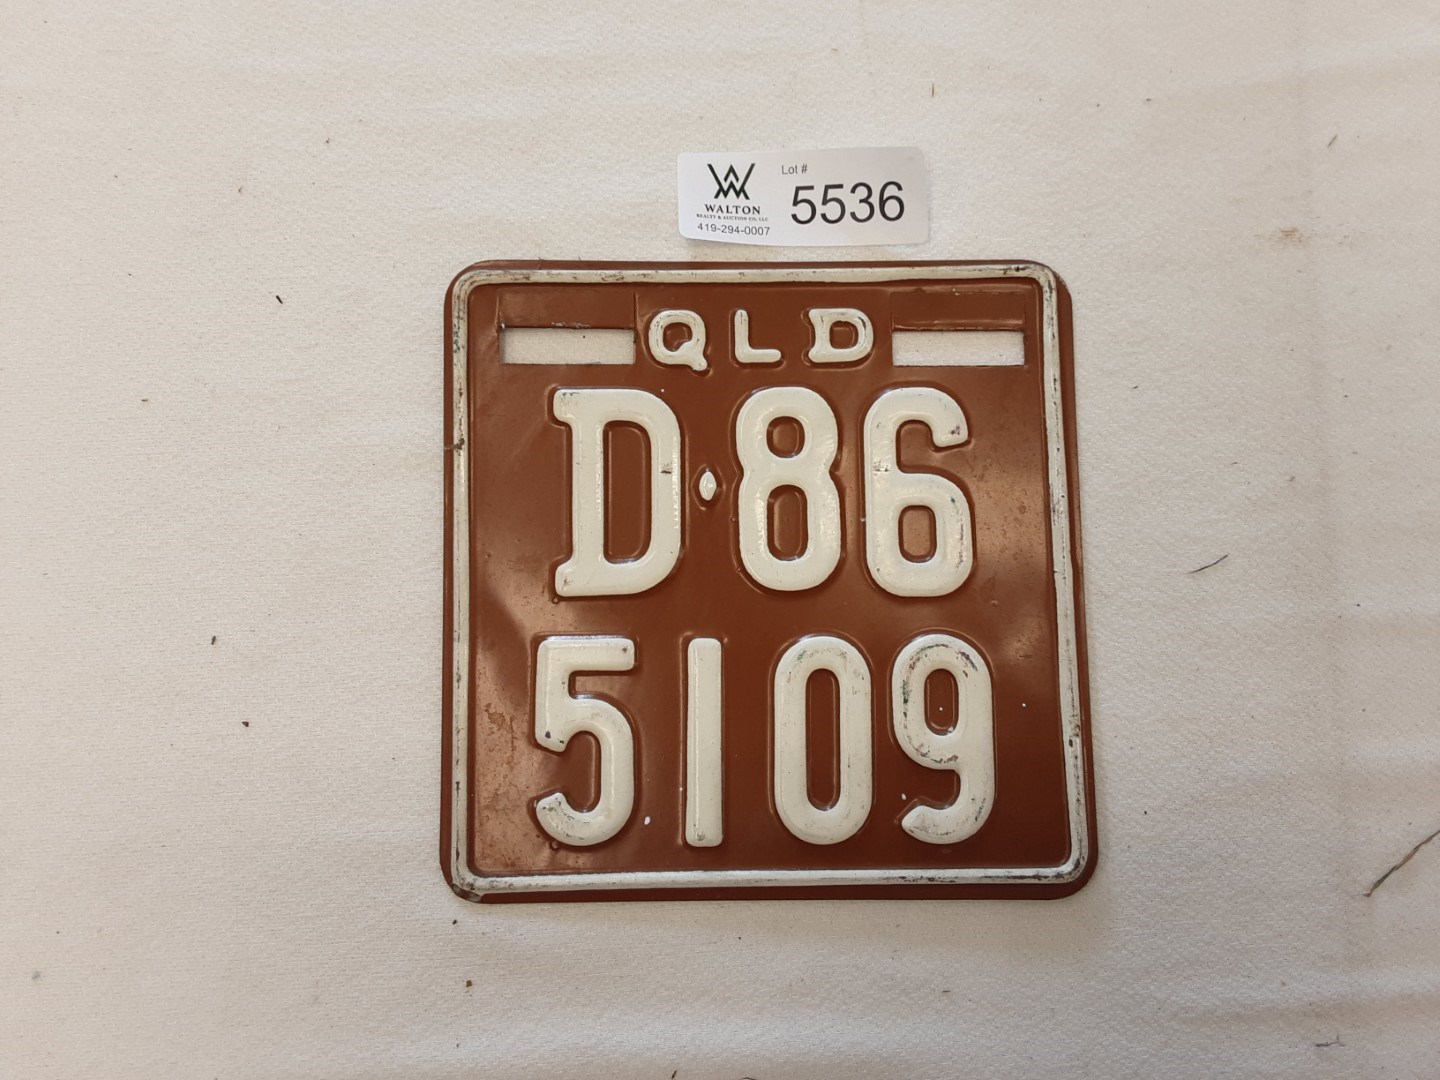 Lot #
5536
WALTON
REALTY & AUCTION CO, LLC
419-294-0007
QLD
D·86
5109